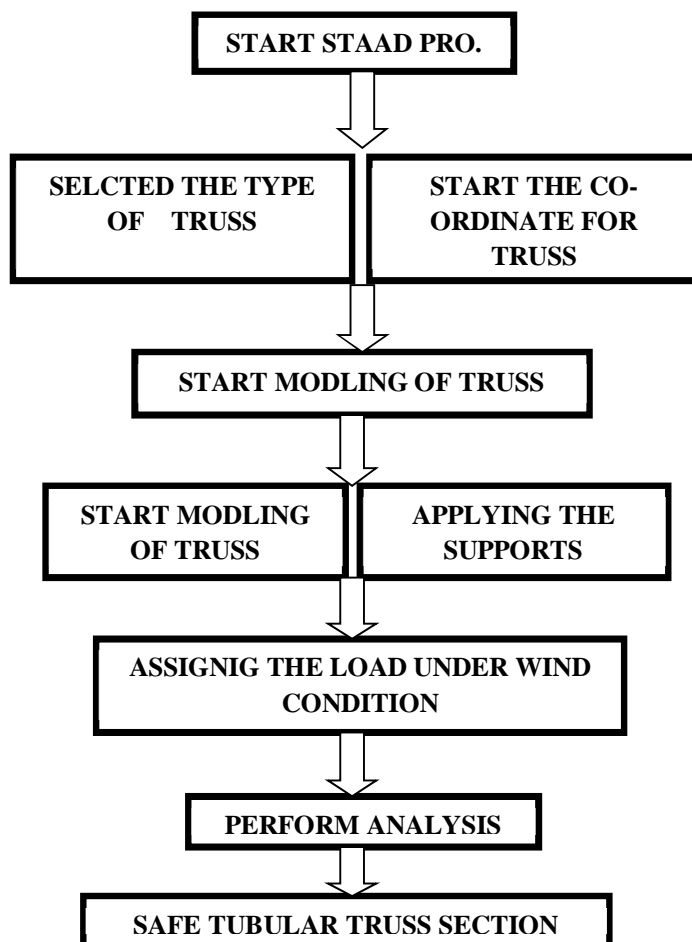 START STAAD PRO.
SELCTED THE TYPE
OF TRUSS
START THE CO-
ORDINATE FOR
TRUSS
START MODLING OF TRUSS
START MODLING
OF TRUSS
APPLYING THE
SUPPORTS
ASSIGNIG THE LOAD UNDER WIND
CONDITION
PERFORM ANALYSIS
SAFE TUBULAR TRUSS SECTION